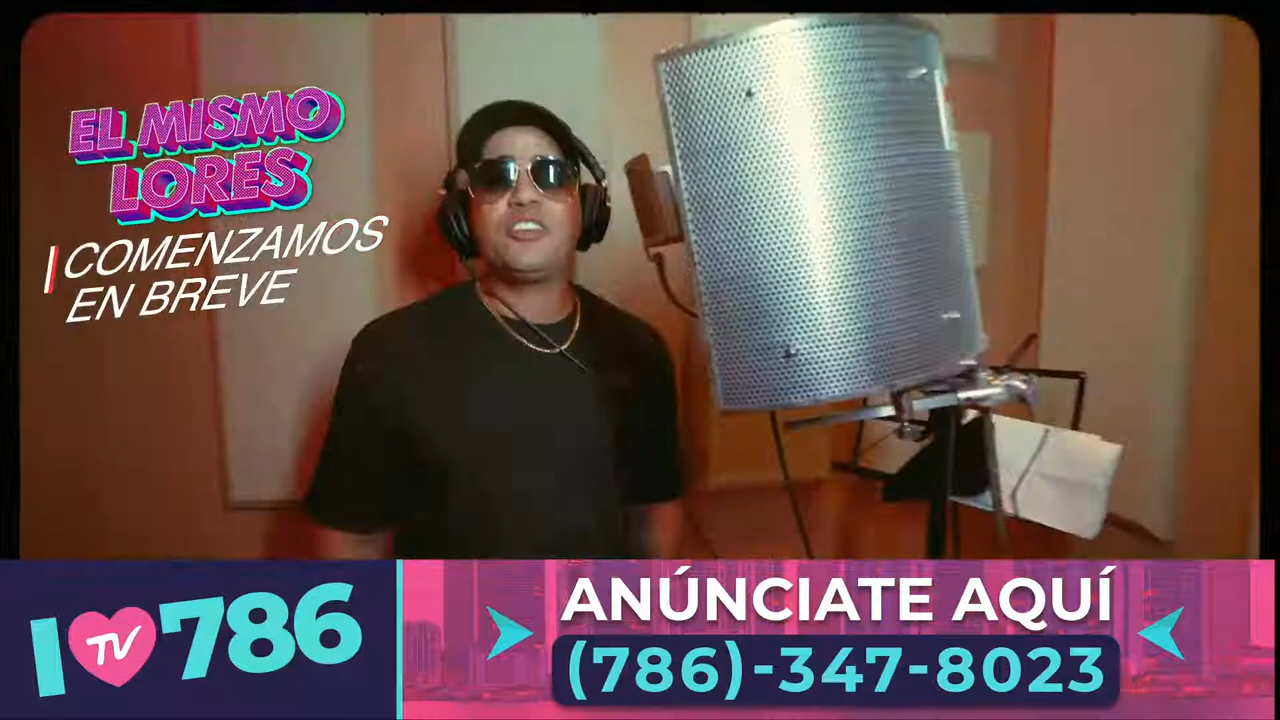 EL MISMO
LORES
COMENZAMOS
EN BREVE
I TV 786
ANÚNCIATE AQUÍ
(786)-347-8023